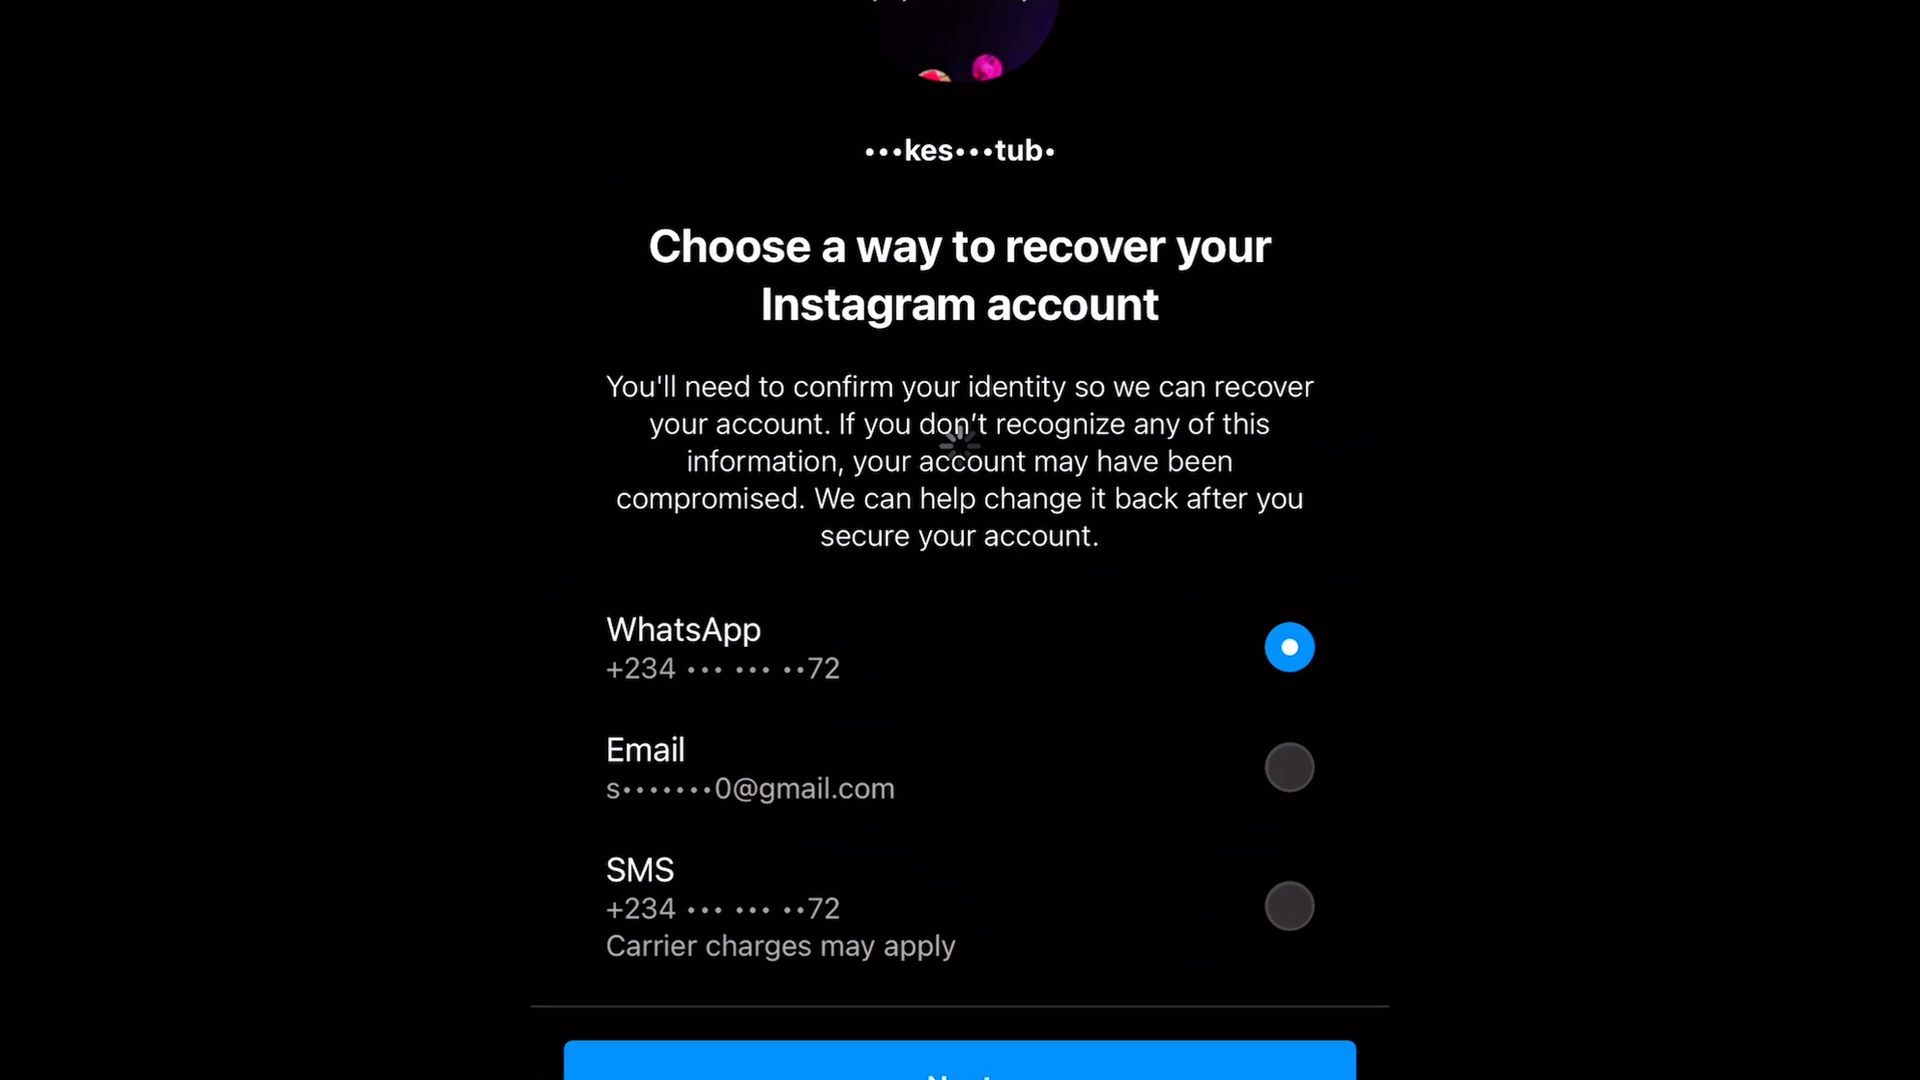 •••kes•••tub•
Choose a way to recover your
Instagram account
You'll need to confirm your identity so we can recover
your account. If you don’t recognize any of this
information, your account may have been
compromised. We can help change it back after you
secure your account.
WhatsApp
+234 ••• ••• ••72
Email
s•••••••0@gmail.com
SMS
+234 ••• ••• ••72
Carrier charges may apply